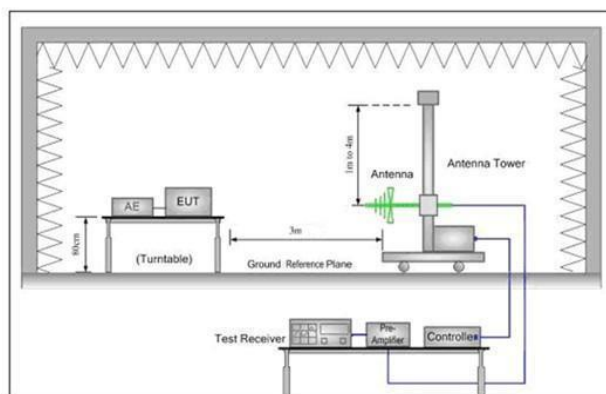 1m to 4m
Antenna
Antenna Tower
AE
EUT
80cm
(Turntable)
3m
Ground Reference Plane
Test Receiver
Pre-
Amplifier
Controller